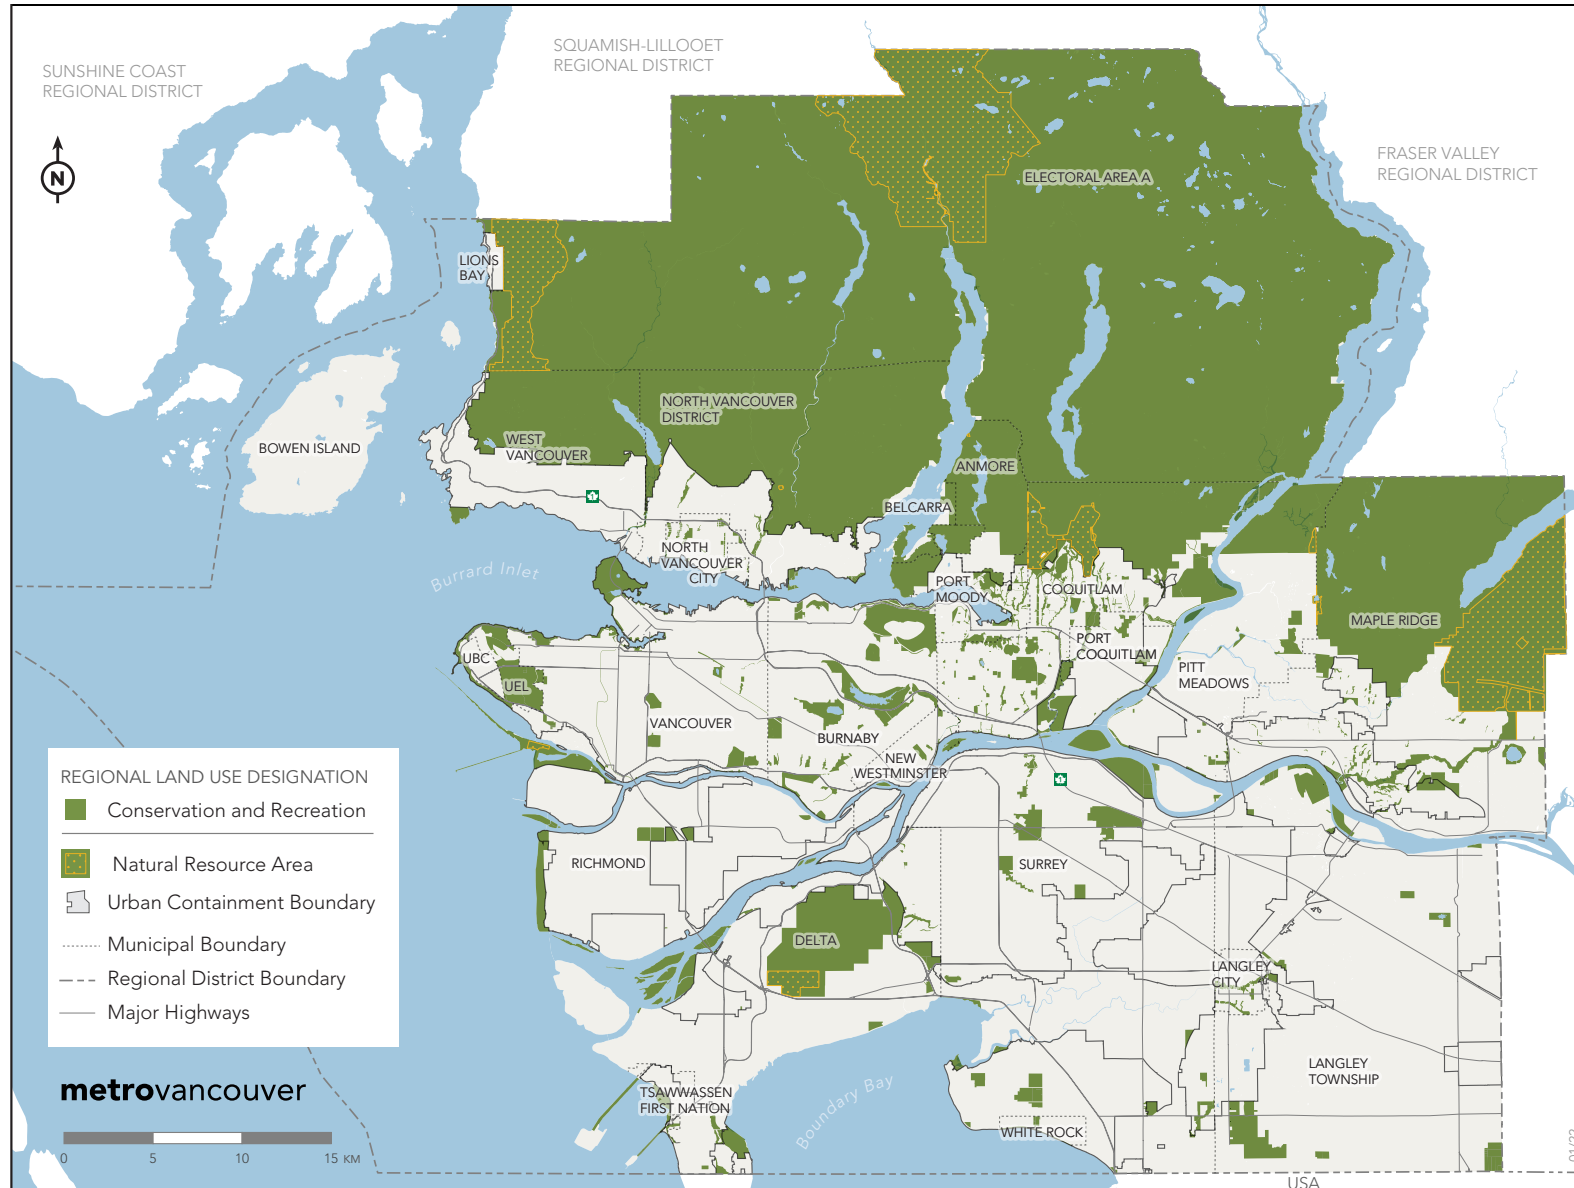 SUNSHINE COAST
REGIONAL DISTRICT
SQUAMISH-LILLOOET
REGIONAL DISTRICT
FRASER VALLEY
REGIONAL DISTRICT
N
ELECTORAL AREA A
LIONS
BAY
BOWEN ISLAND
WEST
VANCOUVER
NORTH VANCOUVER
DISTRICT
ANMORE
BELCARRA
1
NORTH
VANCOUVER
CITY
Burrard Inlet
PORT
MOODY
COQUITLAM
MAPLE RIDGE
PORT
COQUITLAM
PITT
MEADOWS
UBC
UEL
VANCOUVER
BURNABY
NEW
WESTMINSTER
1
RICHMOND
SURREY
DELTA
LANGLEY
CITY
LANGLEY
TOWNSHIP
TSAWWASSEN
FIRST NATION
Boundary Bay
WHITE ROCK
USA
REGIONAL LAND USE DESIGNATION
Conservation and Recreation
Natural Resource Area
Urban Containment Boundary
Municipal Boundary
Regional District Boundary
Major Highways
metrovancouver
0 5 10 15 KM
01/23